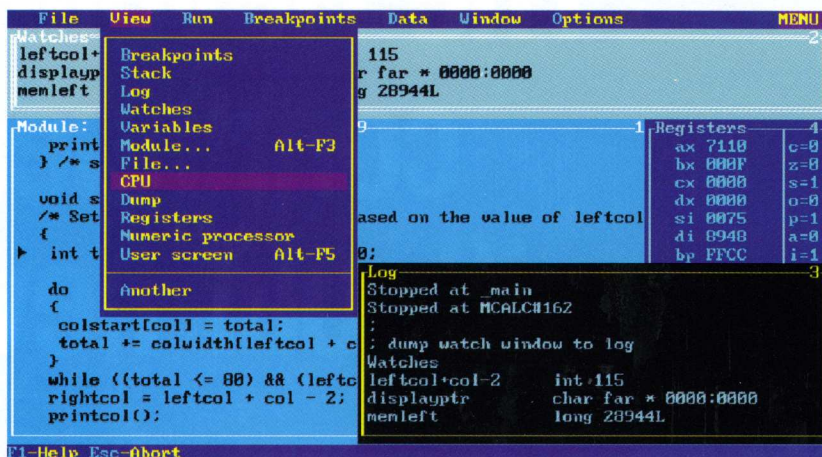 File View Run Breakpoints Data Window Options MENU
Watches 2
leftcol+ 115
displayp r far * 0000:0000
memleft g 28944L
Breakpoints
Stack
Log
Watches
Variables
Module... Alt-F3
File...
CPU
Dump
Registers
Numeric processor
User screen Alt-F5
Another
Module: 9 1
print
} /* s
void s
/* Set ased on the value of leftcol
{
int t 0;
do
{
colstart[col] = total;
total += colwidth[leftcol + c
}
while ((total <= 80) && (leftc
rightcol = leftcol + col - 2;
printcol();
Registers 4
ax 7110 c=0
bx 000F z=0
cx 0000 s=1
dx 0000 o=0
si 0075 p=1
di 8948 a=0
bp FFCC i=1
Log 3
Stopped at _main
Stopped at MCALC#162
;
; dump watch window to log
Watches
leftcol+col-2 int 115
displayptr char far * 0000:0000
memleft long 28944L
F1-Help Esc-Abort